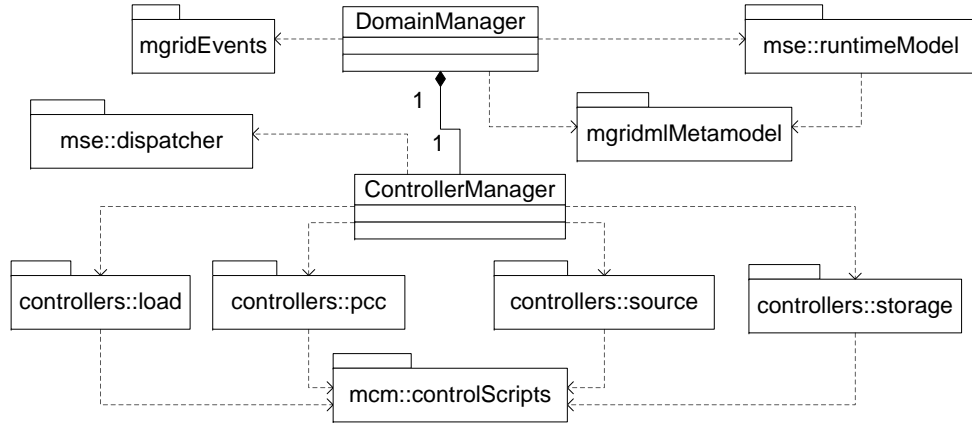 DomainManager
mgridEvents
mse::runtimeModel
1
mse::dispatcher
1
mgridmlMetamodel
ControllerManager
controllers::load
controllers::pcc
controllers::source
controllers::storage
mcm::controlScripts